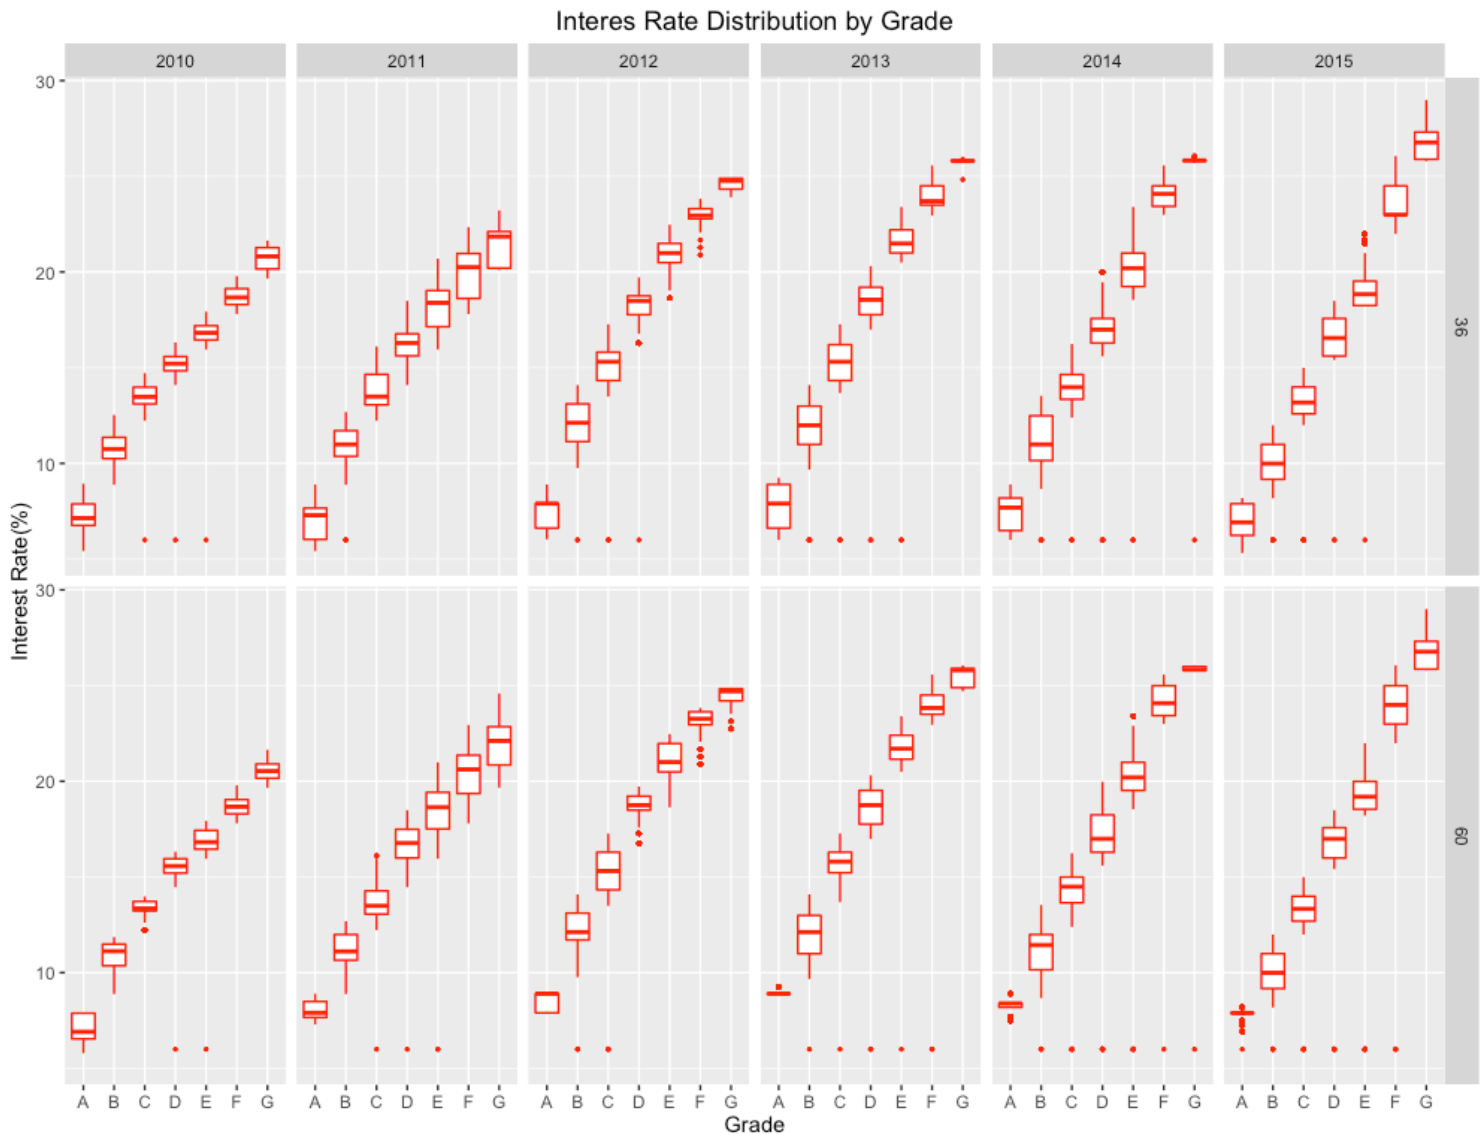 Interes Rate Distribution by Grade
2010 2011 2012 2013 2014 2015
30
20
10
36
Interest Rate(%)
30
20
10
60
A B C D E F G A B C D E F G A B C D E F G A B C D E F G A B C D E F G A B C D E F G
Grade